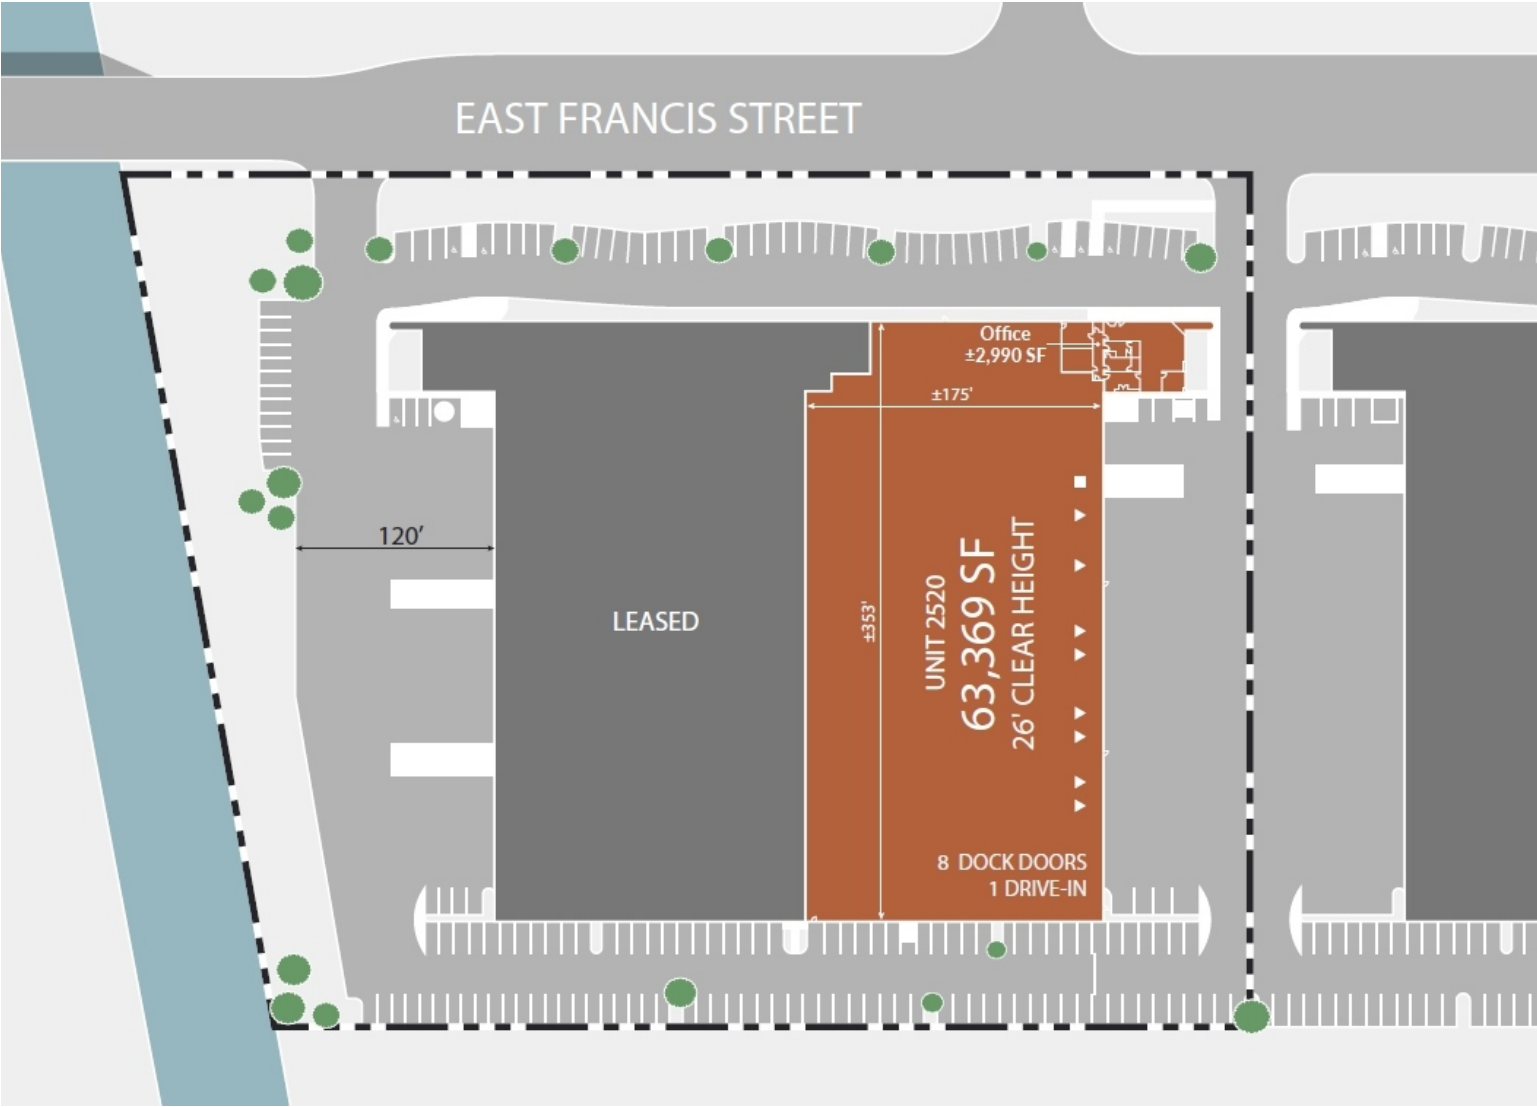 EAST FRANCIS STREET
Office
±2,990 SF
±175'
120′
LEASED
±353'
UNIT 2520
63,369 SF
26' CLEAR HEIGHT
8 DOCK DOORS
1 DRIVE-IN